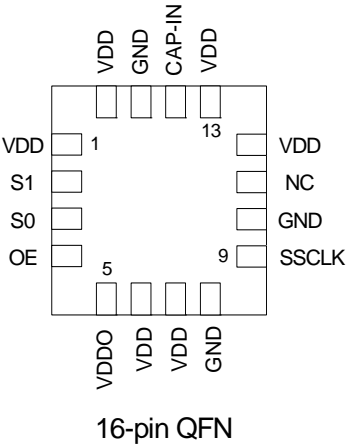 VDD
GND
CAP-IN
VDD
VDD
1
13
VDD
S1
NC
S0
GND
OE
5
9
SSCLK
VDDO
VDD
VDD
GND
16-pin QFN